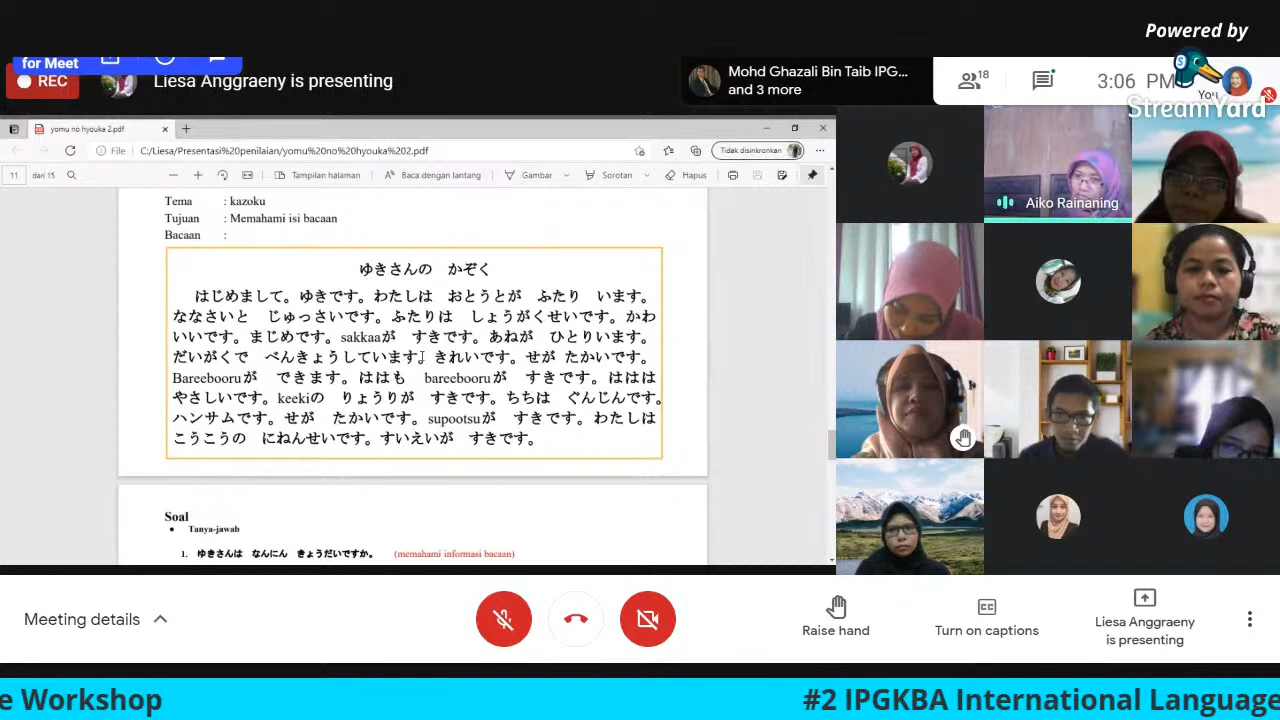 Powered by
StreamYard
for Meet
REC
Liesa Anggraeny is presenting
Mohd Ghazali Bin Taib IPG...
and 3 more
18
3:06 PM
You
yomu no hyouka 2.pdf
File
C:/Liesa/Presentasi%20penilaian/yomu%20no%20hyouka%202.pdf
Tidak disinkronkan
11
dari 15
Tampilan halaman
Baca dengan lantang
Gambar
Sorotan
Hapus
Tema : kazoku
Tujuan : Memahami isi bacaan
Bacaan :
ゆきさんの かぞく
はじめまして。ゆきです。わたしは おとうとが ふたり います。
ななさいと じゅっさいです。ふたりは しょうがくせいです。かわ
いいです。まじめです。sakkaaが すきです。あねが ひとりいます。
だいがくで べんきょうしています。きれいです。せが たかいです。
Bareebooruが できます。ははも bareebooruが すきです。ははは
やさしいです。keekiの りょうりが すきです。ちちは ぐんじんです。
ハンサムです。せが たかいです。supootsuが すきです。わたしは
こうこうの にねんせいです。すいえいが すきです。
Soal
• Tanya-jawab
1. ゆきさんは なんにん きょうだいですか。 (memahami informasi bacaan)
Aiko Rainaning
Meeting details
Raise hand
Turn on captions
Liesa Anggraeny
is presenting
e Workshop
#2 IPGKBA International Language